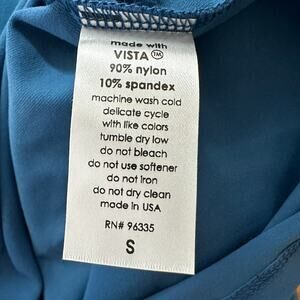 made with
VISTA™
90% nylon
10% spandex
machine wash cold
delicate cycle
with like colors
tumble dry low
do not bleach
do not use softener
do not iron
do not dry clean
made in USA
RN# 96335
S